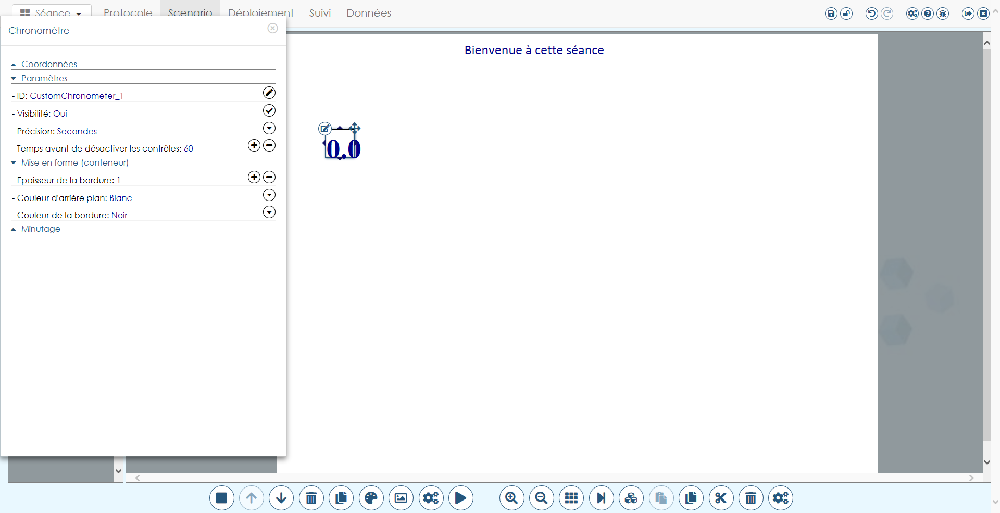 Séance
Protocole
Scenario
Déploiement
Suivi
Données
Chronomètre
Coordonnées
Paramètres
- ID: CustomChronometer_1
- Visibilité: Oui
- Précision: Secondes
- Temps avant de désactiver les contrôles: 60
Mise en forme (conteneur)
- Epaisseur de la bordure: 1
- Couleur d'arrière plan: Blanc
- Couleur de la bordure: Noir
Minutage
Bienvenue à cette séance
0.0